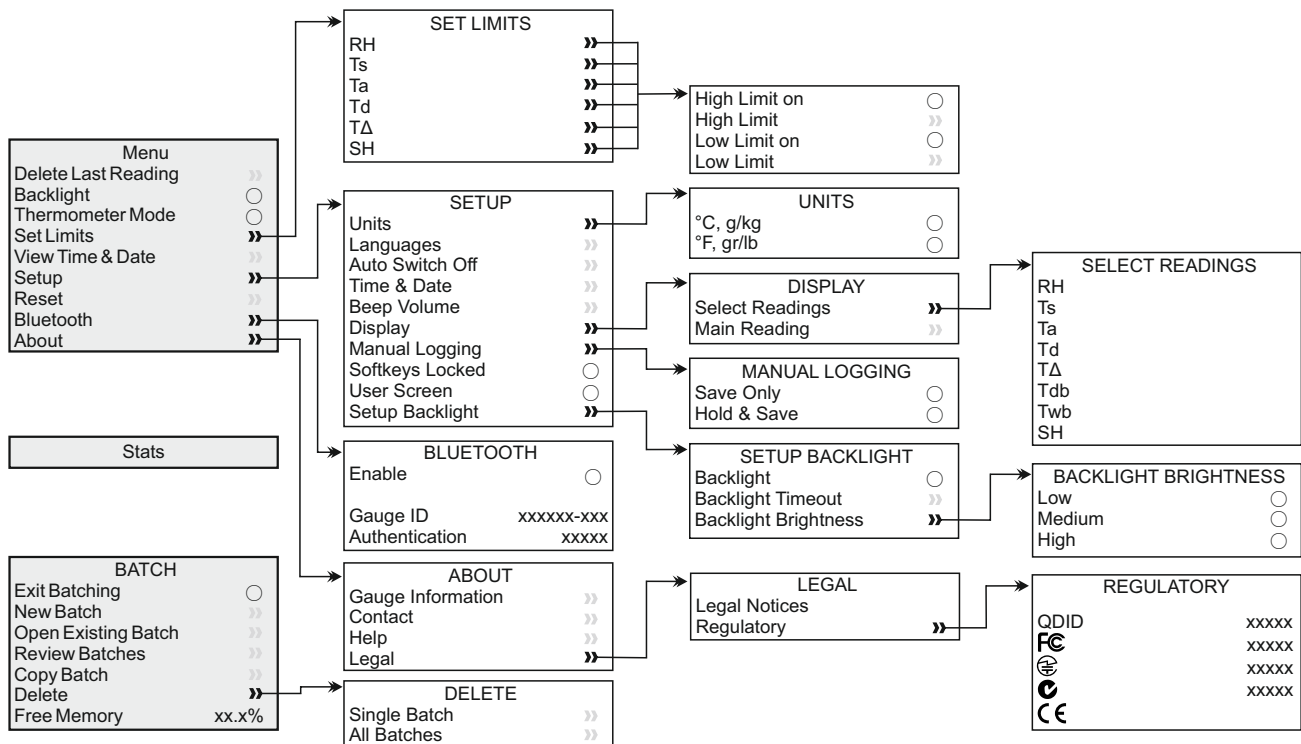 Menu
Delete Last Reading
Backlight
Thermometer Mode
Set Limits
View Time & Date
Setup
Reset
Bluetooth
About
Stats
BATCH
Exit Batching
New Batch
Open Existing Batch
Review Batches
Copy Batch
Delete
Free Memory xx.x%
SET LIMITS
RH
Ts
Ta
Td
TΔ
SH
SETUP
Units
Languages
Auto Switch Off
Time & Date
Beep Volume
Display
Manual Logging
Softkeys Locked
User Screen
Setup Backlight
BLUETOOTH
Enable
Gauge ID xxxxxx-xxx
Authentication xxxxx
ABOUT
Gauge Information
Contact
Help
Legal
DELETE
Single Batch
All Batches
High Limit on
High Limit
Low Limit on
Low Limit
UNITS
°C, g/kg
°F, gr/lb
DISPLAY
Select Readings
Main Reading
MANUAL LOGGING
Save Only
Hold & Save
SETUP BACKLIGHT
Backlight
Backlight Timeout
Backlight Brightness
LEGAL
Legal Notices
Regulatory
SELECT READINGS
RH
Ts
Ta
Td
TΔ
Tdb
Twb
SH
BACKLIGHT BRIGHTNESS
Low
Medium
High
REGULATORY
QDID xxxxx
FC xxxxx
xxxxx
xxxxx
CE